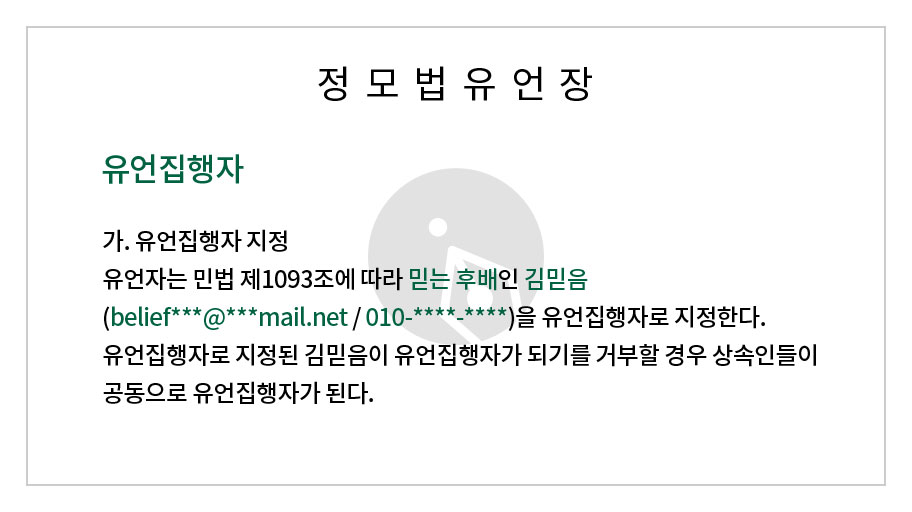 정 모 법 유 언 장
유언집행자
가. 유언집행자 지정
유언자는 민법 제1093조에 따라 믿는 후배인 김믿음
(belief***@***mail.net / 010-****-****)을 유언집행자로 지정한다.
유언집행자로 지정된 김믿음이 유언집행자가 되기를 거부할 경우 상속인들이
공동으로 유언집행자가 된다.